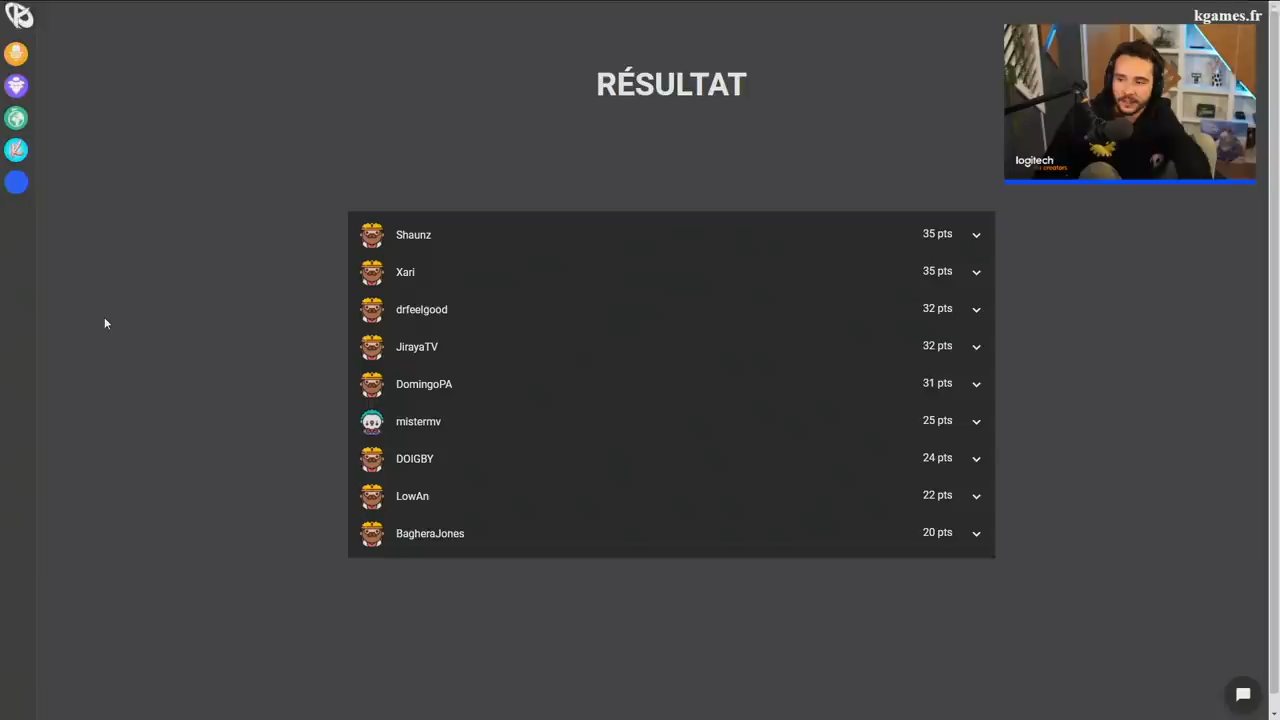 kgames.fr
RÉSULTAT
logitech
creators
Shaunz 35 pts
Xari 35 pts
drfeelgood 32 pts
JirayaTV 32 pts
DomingoPA 31 pts
mistermv 25 pts
DOIGBY 24 pts
LowAn 22 pts
BagheraJones 20 pts